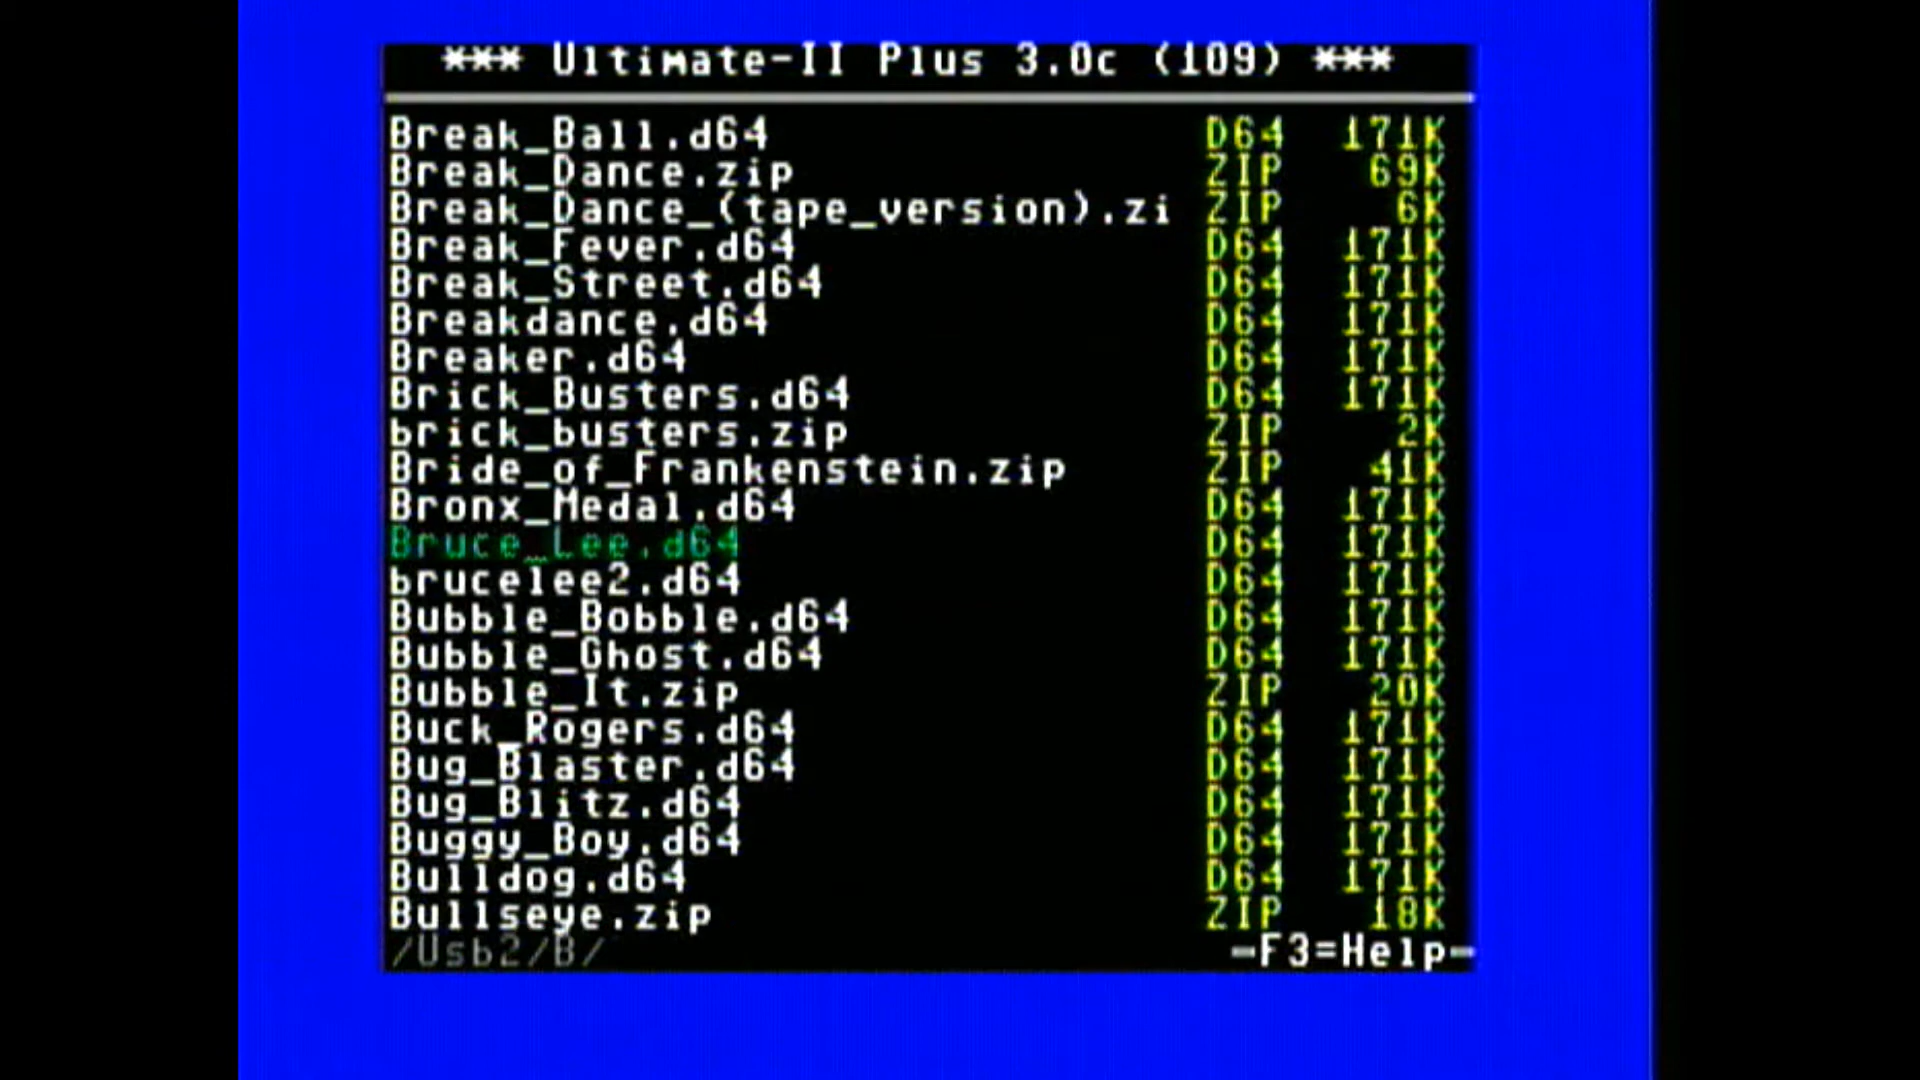 *** Ultimate-II Plus 3.0c (109) ***
Break_Ball.d64 D64 171K
Break_Dance.zip ZIP 69K
Break_Dance_(tape_version).zi ZIP 6K
Break_Fever.d64 D64 171K
Break_Street.d64 D64 171K
Breakdance.d64 D64 171K
Breaker.d64 D64 171K
Brick_Busters.d64 D64 171K
brick_busters.zip ZIP 2K
Bride_of_Frankenstein.zip ZIP 41K
Bronx_Medal.d64 D64 171K
Bruce_Lee.d64 D64 171K
brucelee2.d64 D64 171K
Bubble_Bobble.d64 D64 171K
Bubble_Ghost.d64 D64 171K
Bubble_It.zip ZIP 20K
Buck_Rogers.d64 D64 171K
Bug_Blaster.d64 D64 171K
Bug_Blitz.d64 D64 171K
Buggy_Boy.d64 D64 171K
Bulldog.d64 D64 171K
Bullseye.zip ZIP 18K
/Usb2/B/ -F3=Help-